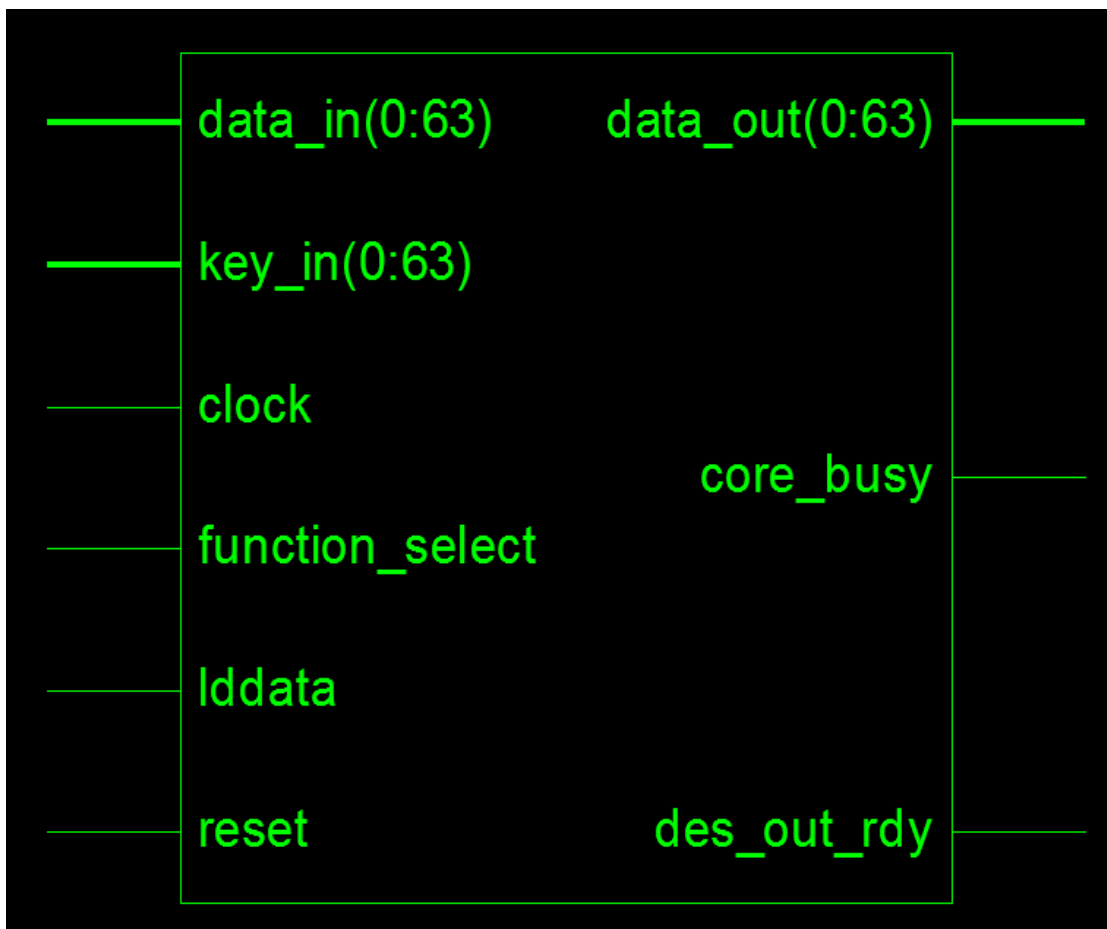 data_in(0:63) data_out(0:63)
key_in(0:63)
clock
core_busy
function_select
lddata
reset des_out_rdy